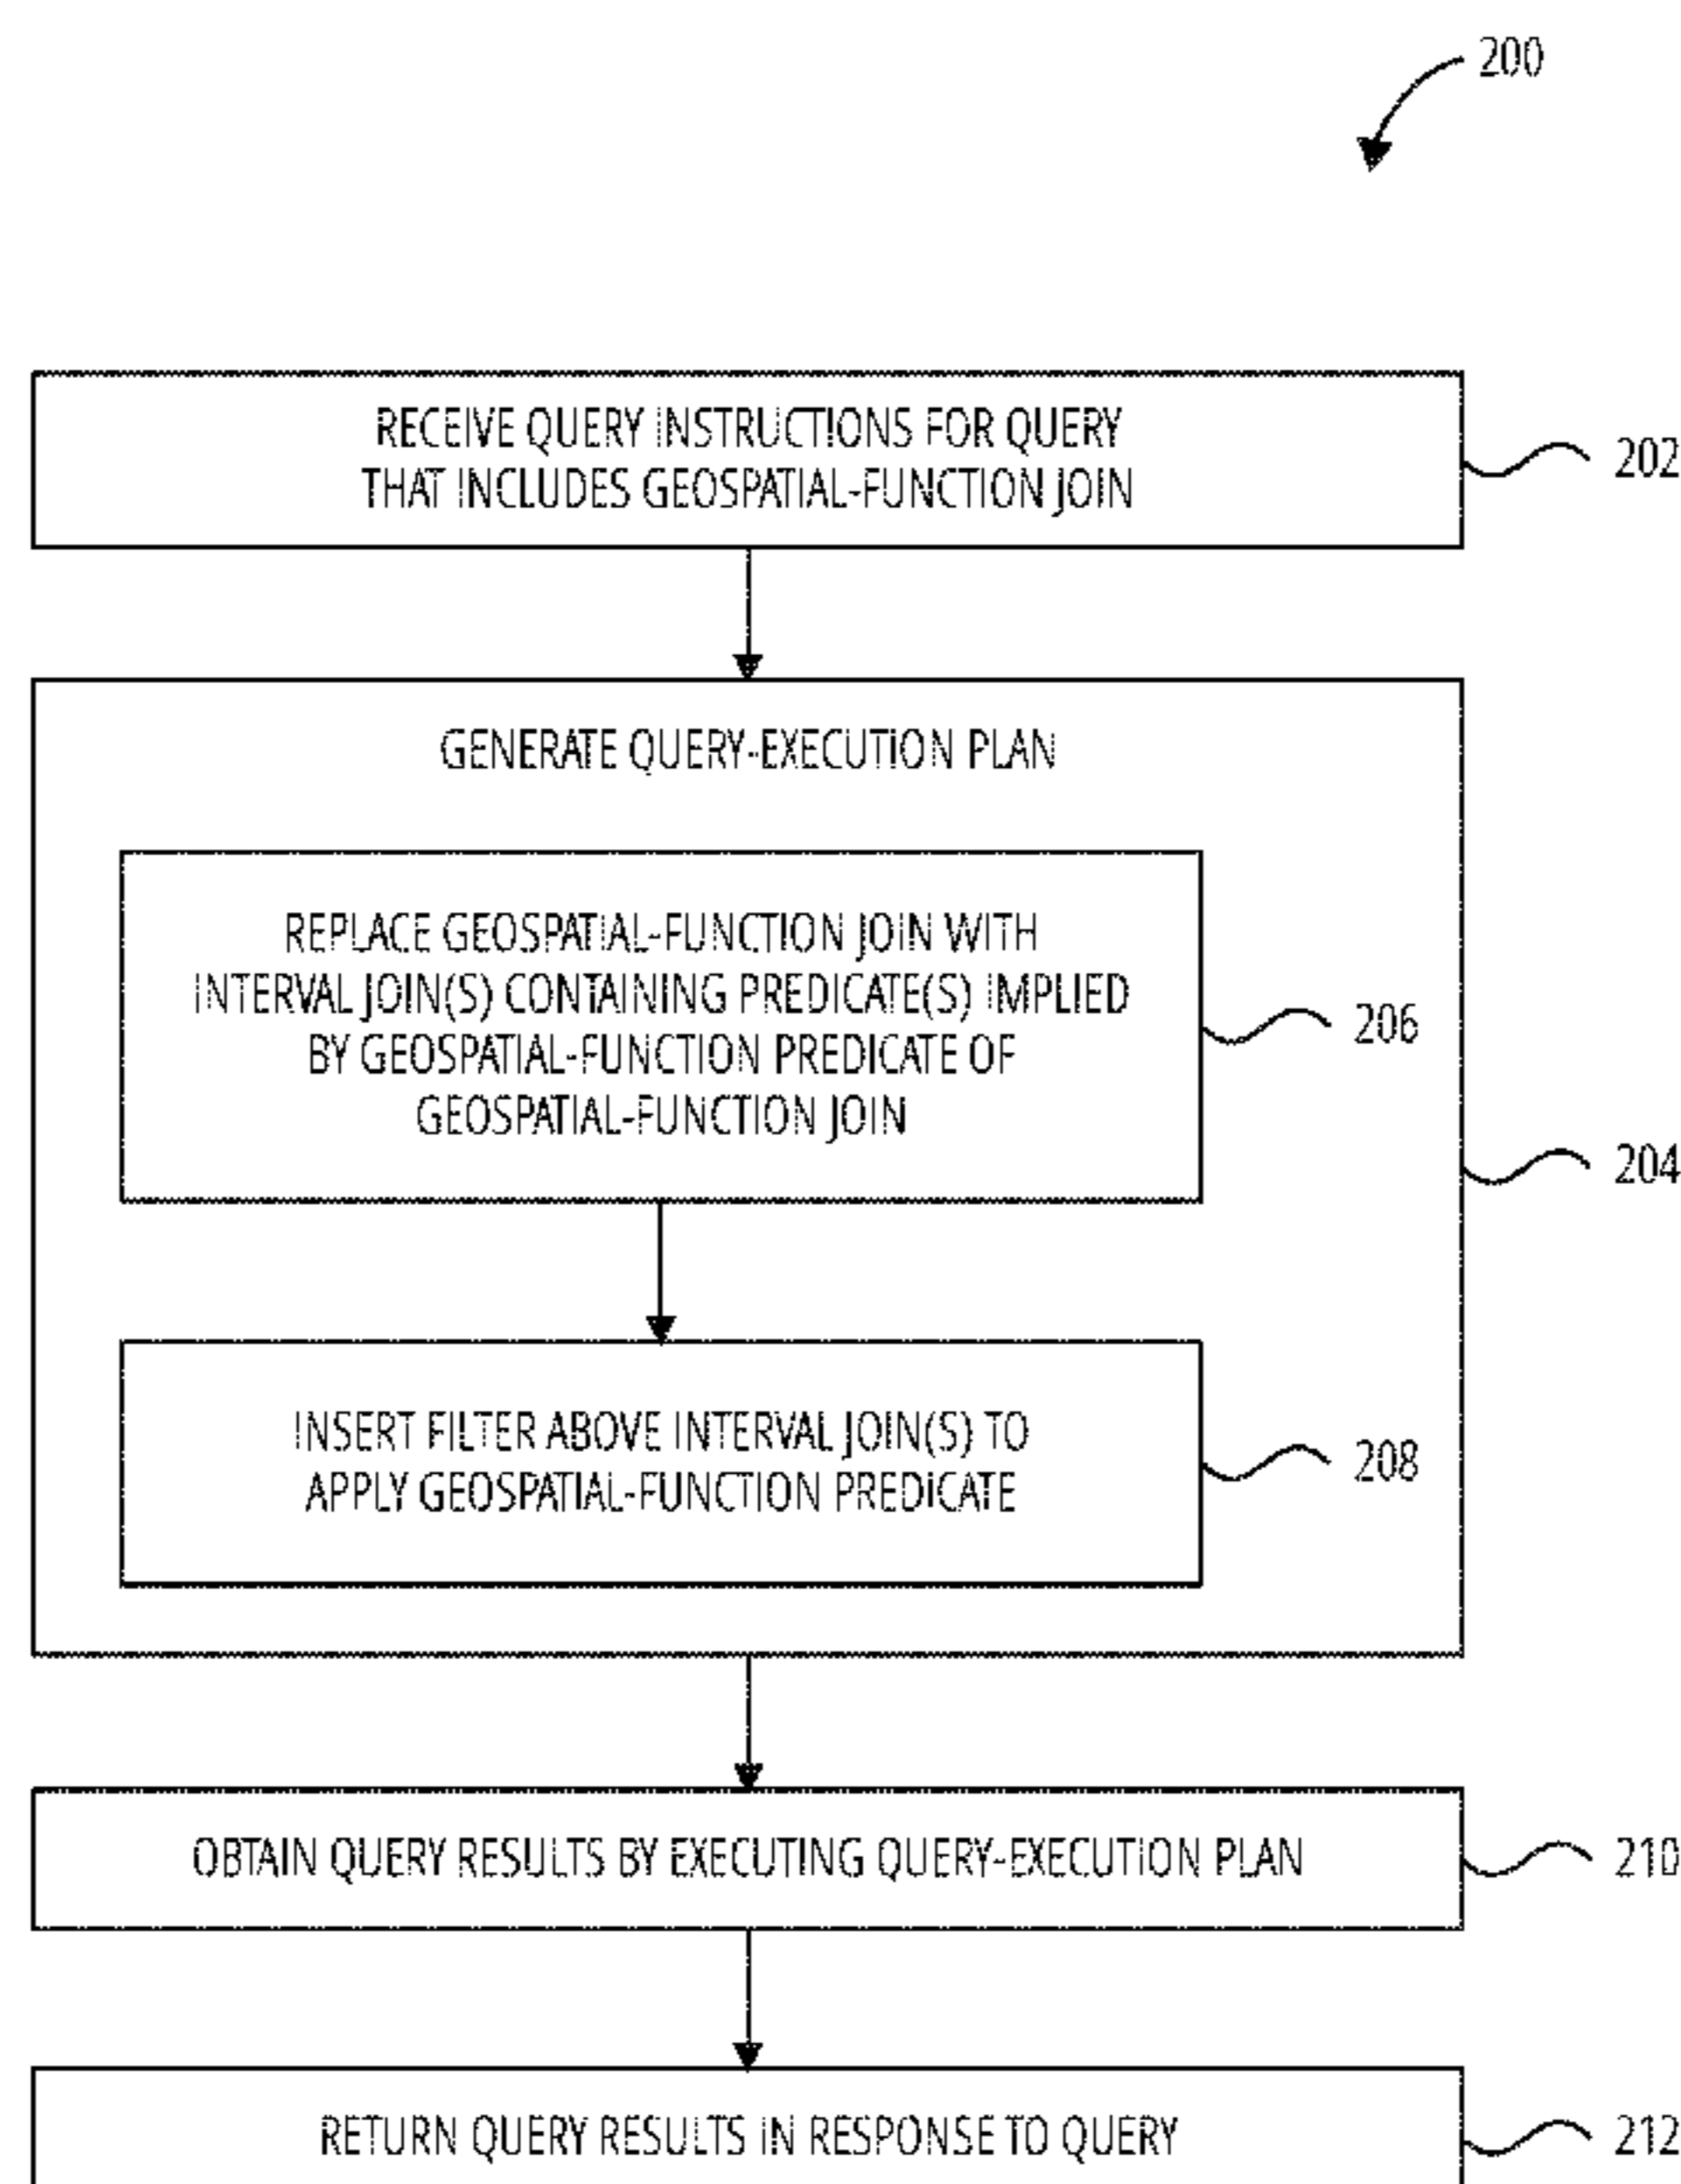 200
RECEIVE QUERY INSTRUCTIONS FOR QUERY
THAT INCLUDES GEOSPATIAL-FUNCTION JOIN
202
GENERATE QUERY-EXECUTION PLAN
REPLACE GEOSPATIAL-FUNCTION JOIN WITH
INTERVAL JOIN(S) CONTAINING PREDICATE(S) IMPLIED
BY GEOSPATIAL-FUNCTION PREDICATE OF
GEOSPATIAL-FUNCTION JOIN
206
204
INSERT FILTER ABOVE INTERVAL JOIN(S) TO
APPLY GEOSPATIAL-FUNCTION PREDICATE
208
OBTAIN QUERY RESULTS BY EXECUTING QUERY-EXECUTION PLAN
210
RETURN QUERY RESULTS IN RESPONSE TO QUERY
212